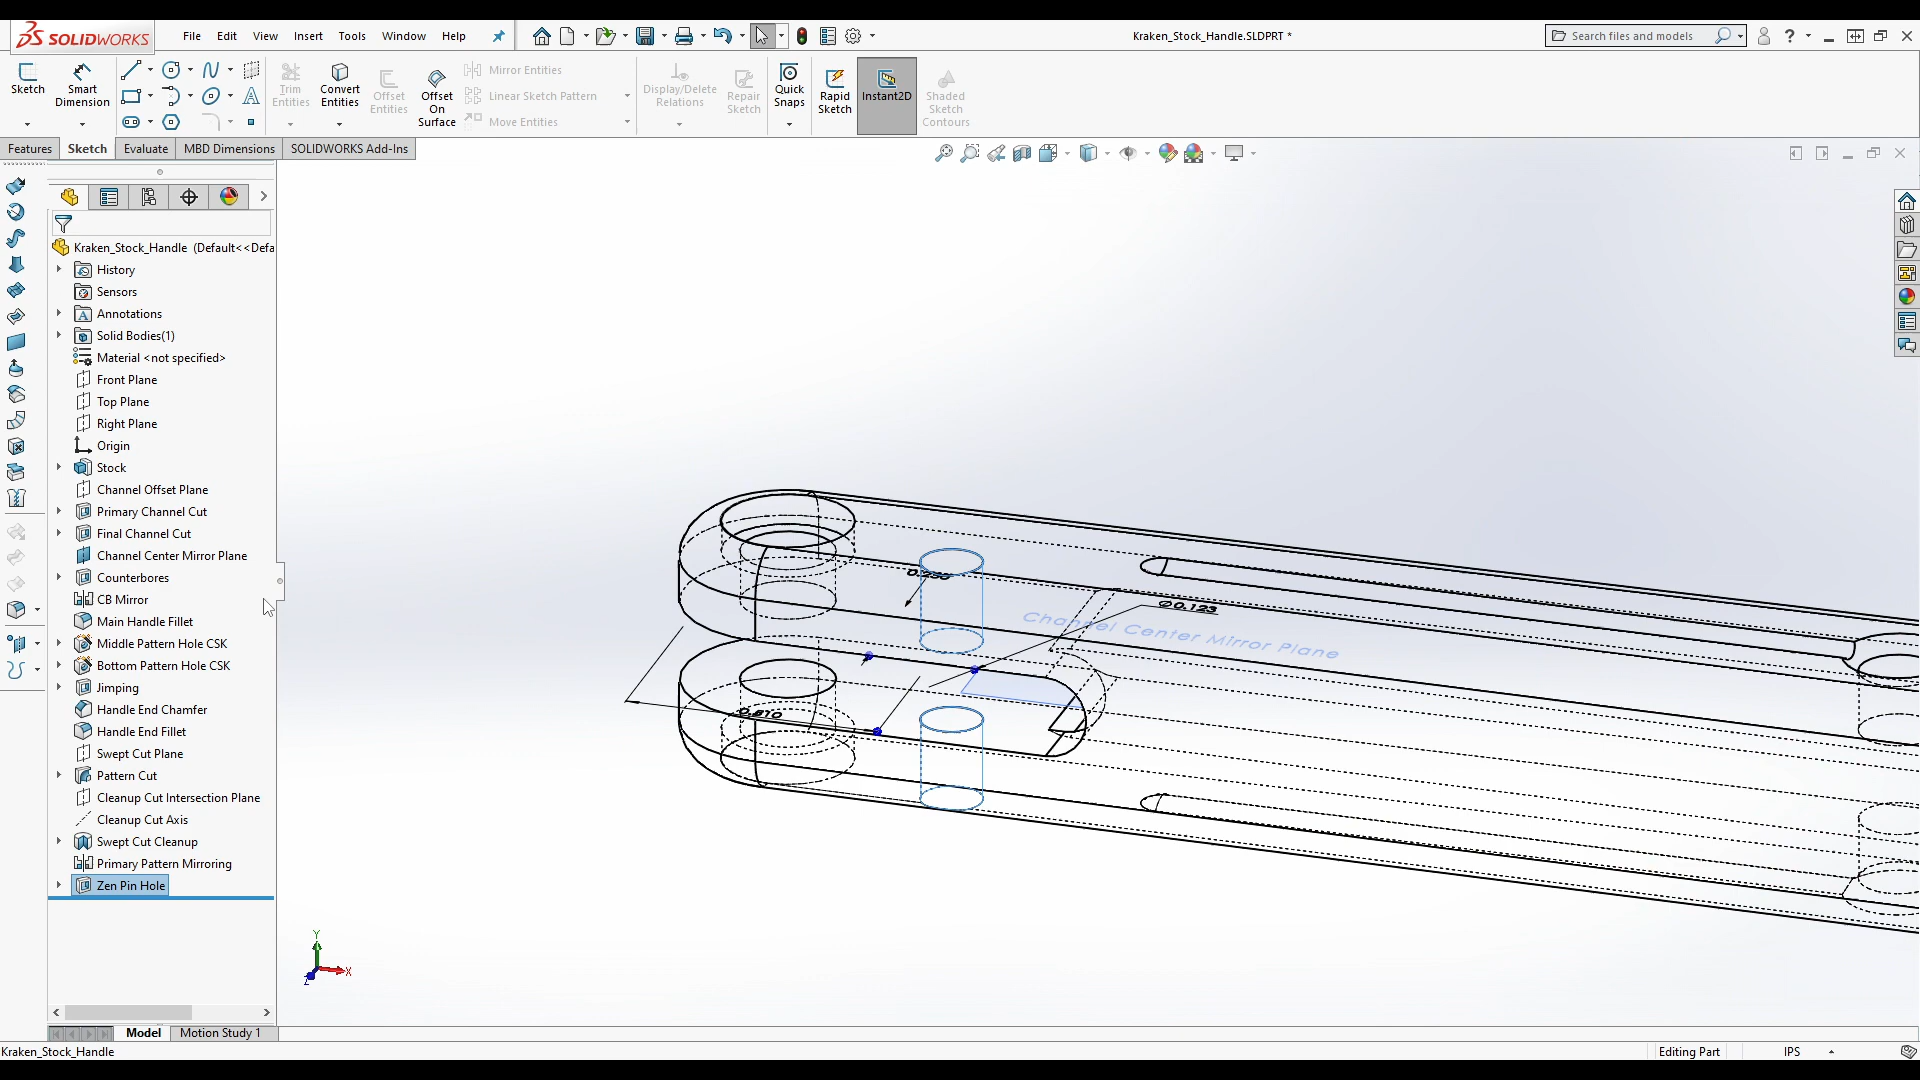 SOLIDWORKS
File Edit View Insert Tools Window Help
Kraken_Stock_Handle.SLDPRT *
Search files and models
Sketch
Smart Dimension
Trim Entities
Convert Entities
Offset Entities
Offset On Surface
Mirror Entities
Linear Sketch Pattern
Move Entities
Display/Delete Relations
Repair Sketch
Quick Snaps
Rapid Sketch
Instant2D
Shaded Sketch Contours
Features Sketch Evaluate MBD Dimensions SOLIDWORKS Add-Ins
Kraken_Stock_Handle (Default<<Defa
History
Sensors
Annotations
Solid Bodies(1)
Material <not specified>
Front Plane
Top Plane
Right Plane
Origin
Stock
Channel Offset Plane
Primary Channel Cut
Final Channel Cut
Channel Center Mirror Plane
Counterbores
CB Mirror
Main Handle Fillet
Middle Pattern Hole CSK
Bottom Pattern Hole CSK
Jimping
Handle End Chamfer
Handle End Fillet
Swept Cut Plane
Pattern Cut
Cleanup Cut Intersection Plane
Cleanup Cut Axis
Swept Cut Cleanup
Primary Pattern Mirroring
Zen Pin Hole
Ø0.123
Channel Center Mirror Plane
0.810
Y
X
Z
Model Motion Study 1
Kraken_Stock_Handle
Editing Part
IPS